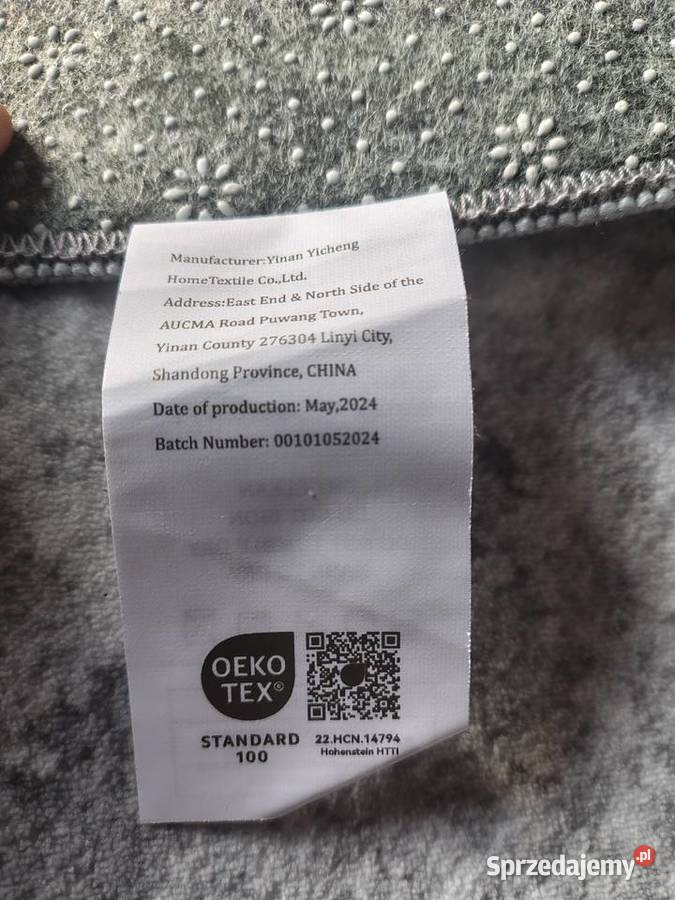 Manufacturer:Yinan Yicheng
HomeTextile Co.,Ltd.
Address:East End & North Side of the
AUCMA Road Puwang Town,
Yinan County 276304 Linyi City,
Shandong Province, CHINA
Date of production: May,2024
Batch Number: 00101052024
OEKO
TEX®
STANDARD
100
22.HCN.14794
Hohenstein HTTI
Sprzedajemy.pl